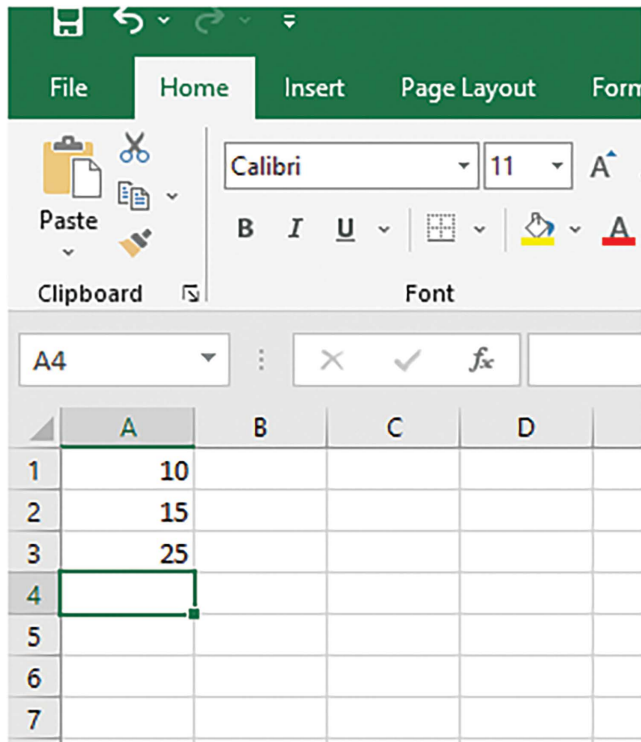 File Home Insert Page Layout Form
Calibri 11 A
Paste B I U A
Clipboard Font
A4 fx
A B C D
1 10
2 15
3 25
4
5
6
7